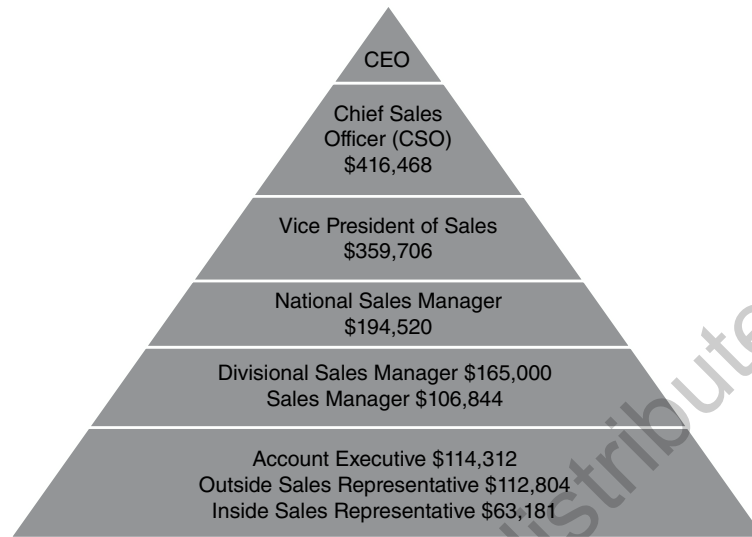 CEO
Chief Sales
Officer (CSO)
$416,468
Vice President of Sales
$359,706
National Sales Manager
$194,520
Divisional Sales Manager $165,000
Sales Manager $106,844
Account Executive $114,312
Outside Sales Representative $112,804
Inside Sales Representative $63,181
distribute